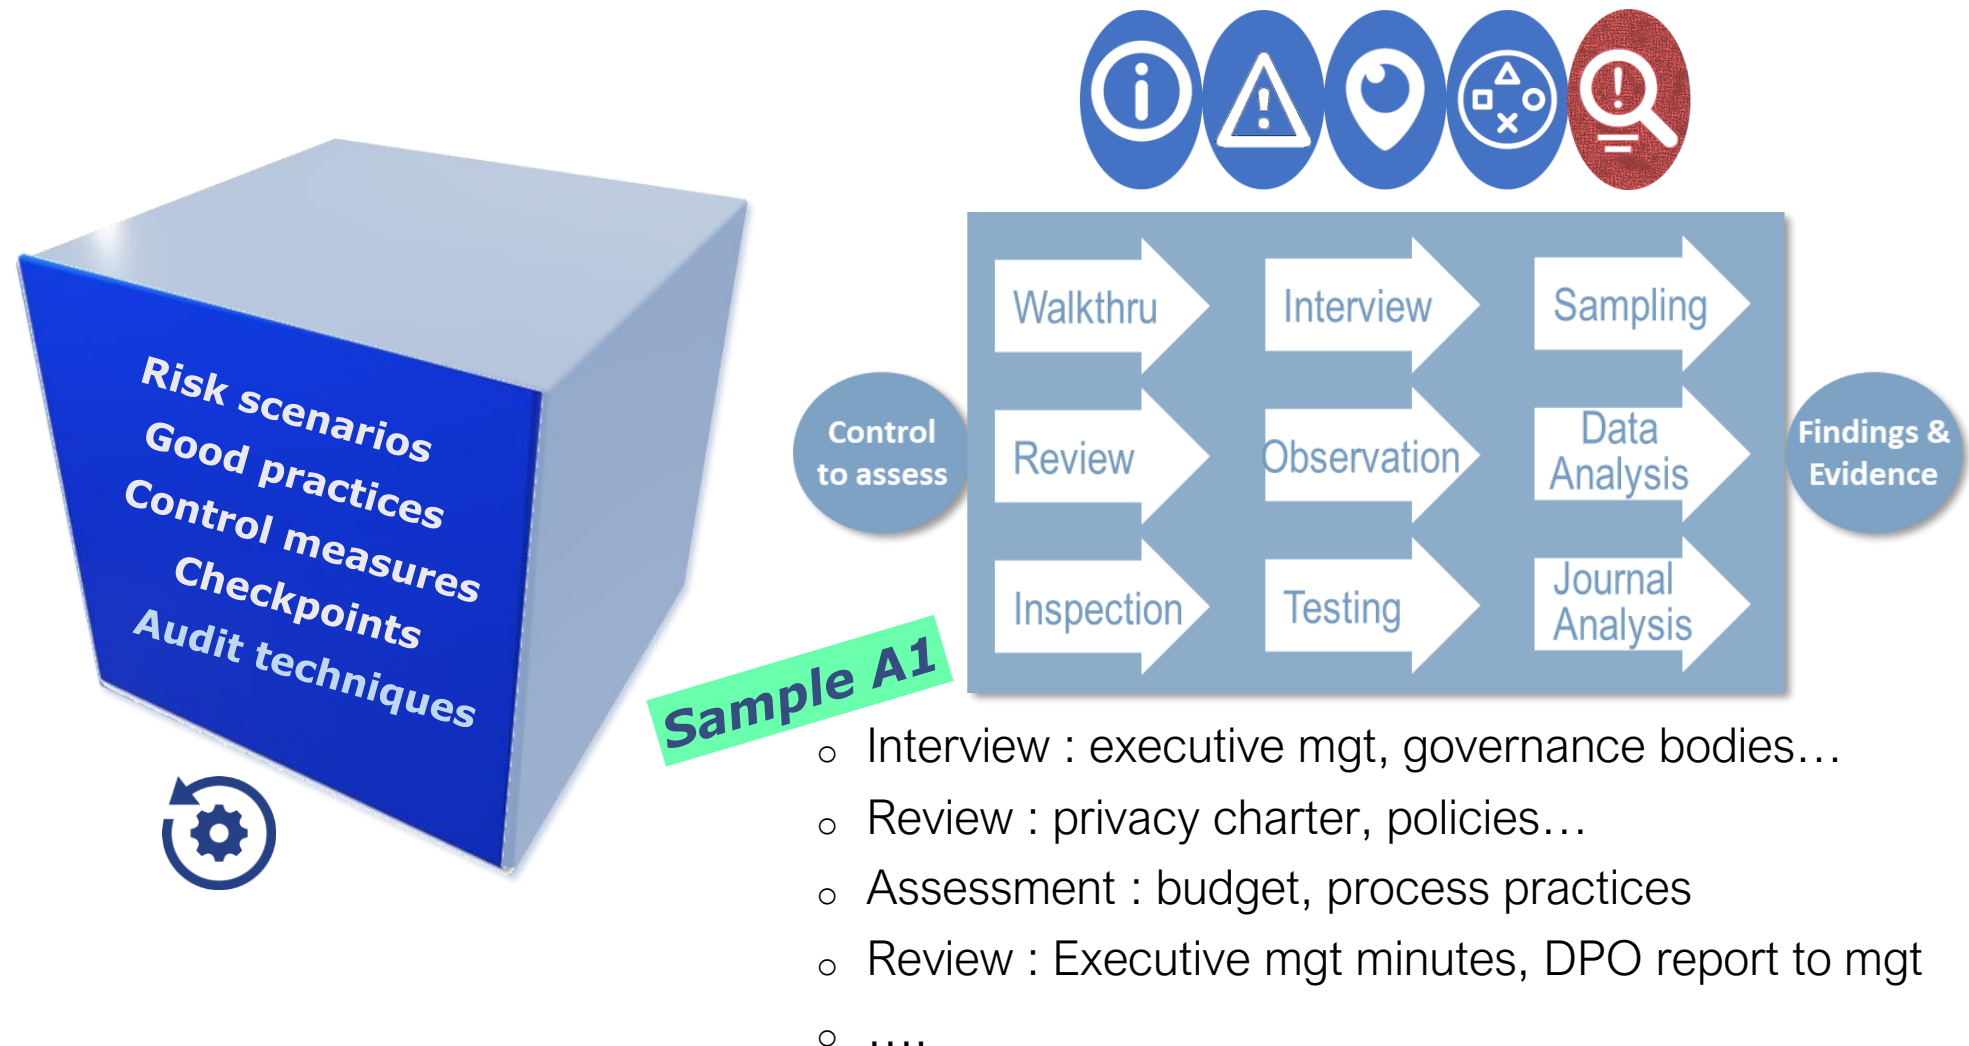 Risk scenarios
Good practices
Control measures
Checkpoints
Audit techniques
Control
to assess
Walkthru
Interview
Sampling
Review
Observation
Data
Analysis
Inspection
Testing
Journal
Analysis
Findings &
Evidence
Sample A1
○ Interview : executive mgt, governance bodies…
○ Review : privacy charter, policies…
○ Assessment : budget, process practices
○ Review : Executive mgt minutes, DPO report to mgt
○ ….